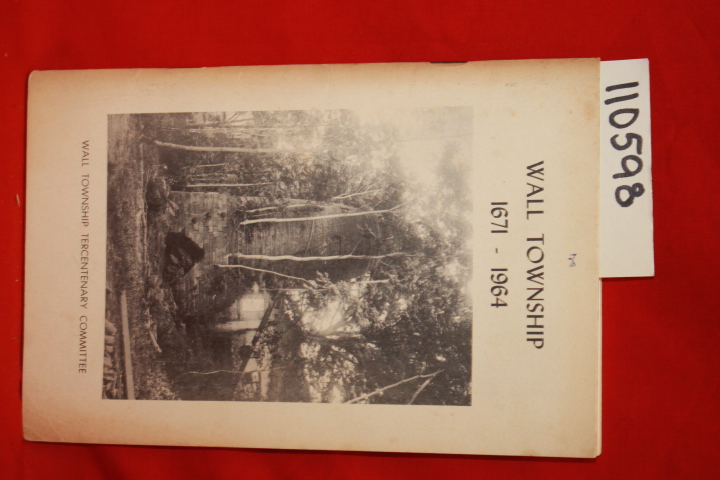 110598
WALL TOWNSHIP
1671 - 1964
WALL TOWNSHIP TERCENTENARY COMMITTEE